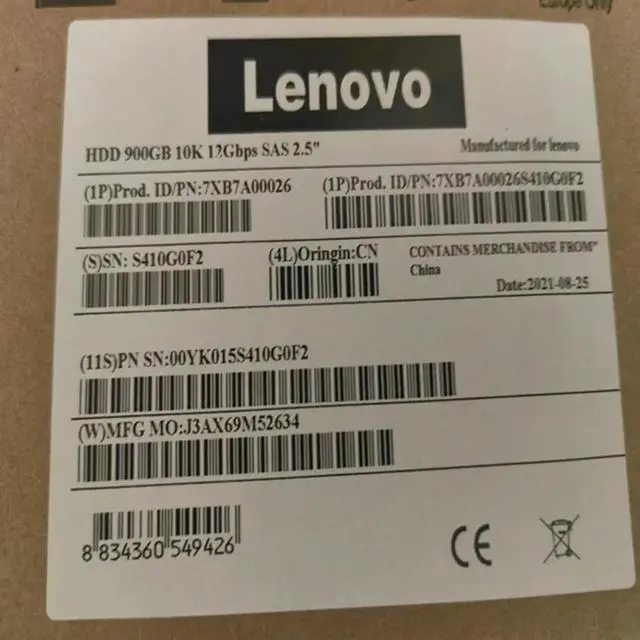 Europe Only
Lenovo
HDD 900GB 10K 12Gbps SAS 2.5"
Manufactured for lenovo
(1P)Prod. ID/PN:7XB7A00026
(1P)Prod. ID/PN:7XB7A00026S410G0F2
(S)SN: S410G0F2
(4L)Oringin:CN
CONTAINS MERCHANDISE FROM"
China
Date:2021-08-25
(11S)PN SN:00YK015S410G0F2
(W)MFG MO:J3AX69M52634
8 834360 549426
CE